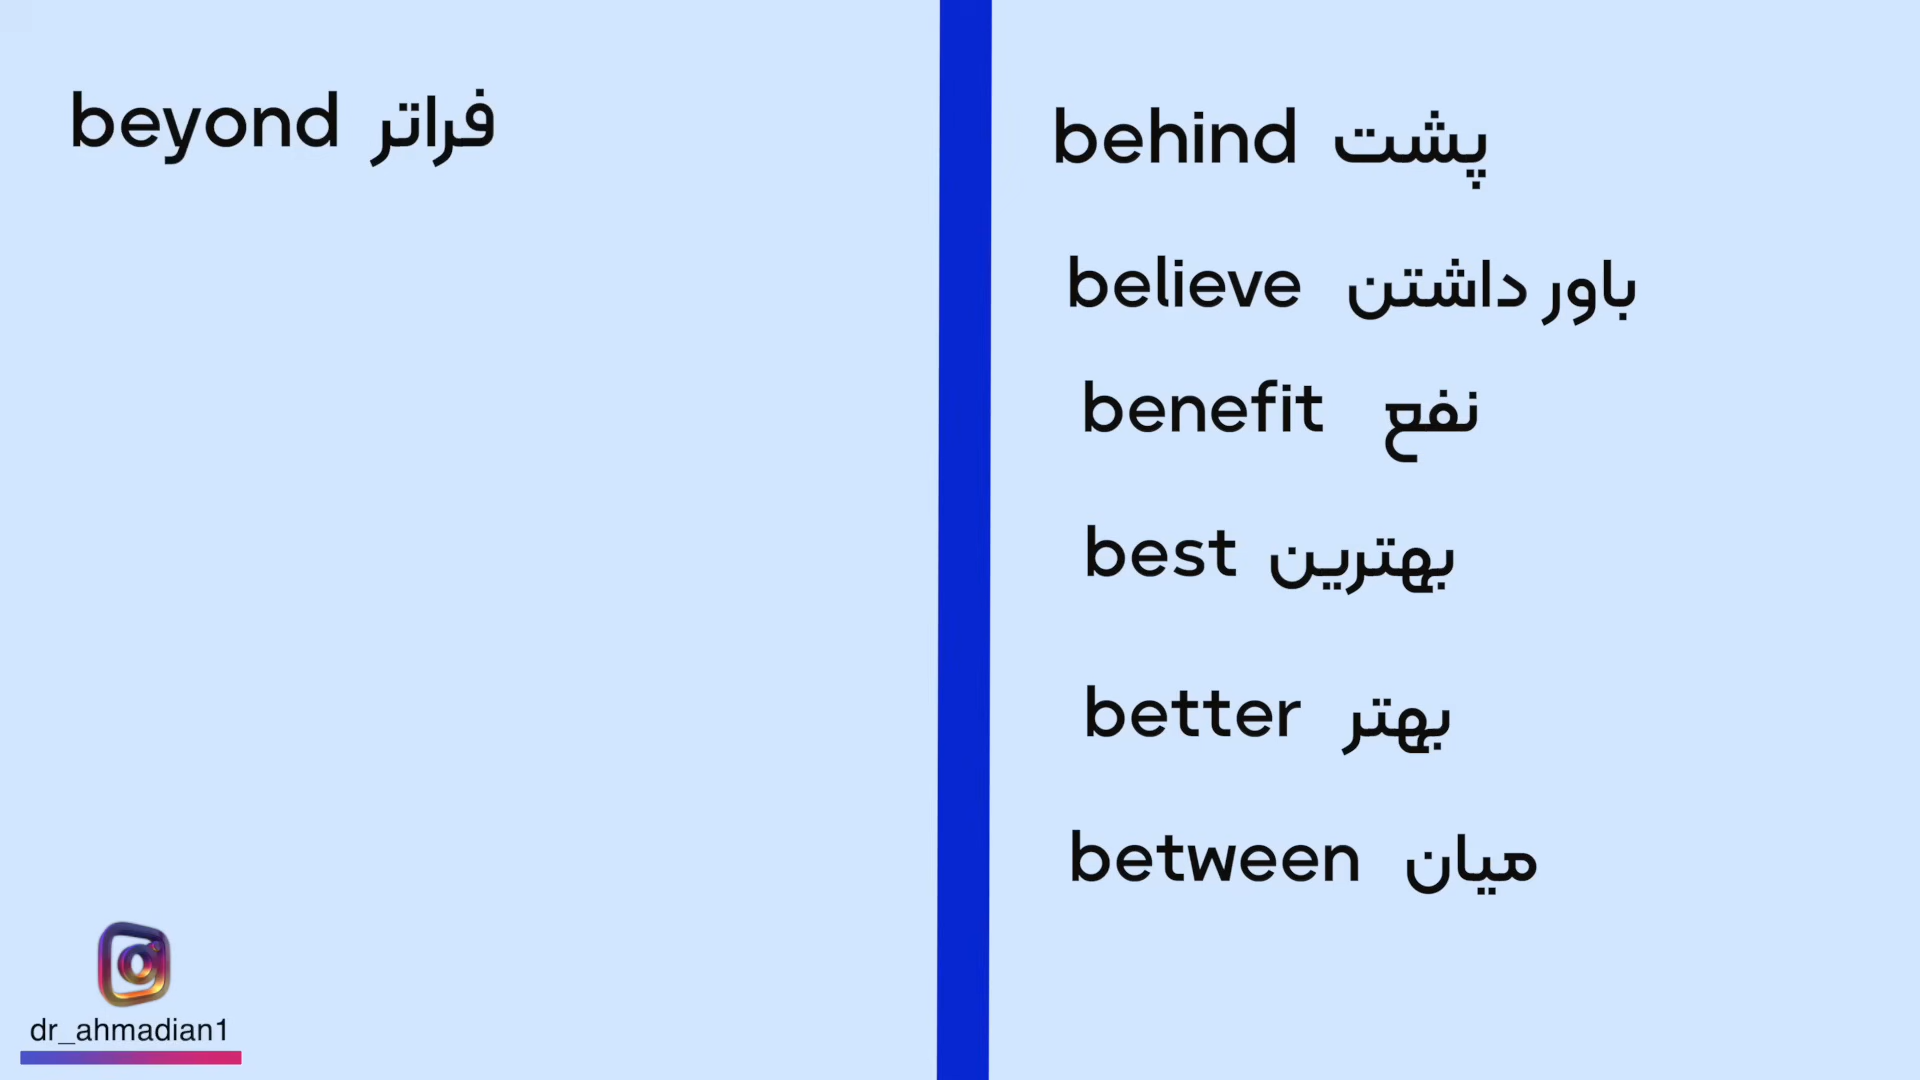 beyond فراتر
behind پشت
believe باور داشتن
benefit نفع
best بهترین
better بهتر
between میان
dr_ahmadian1